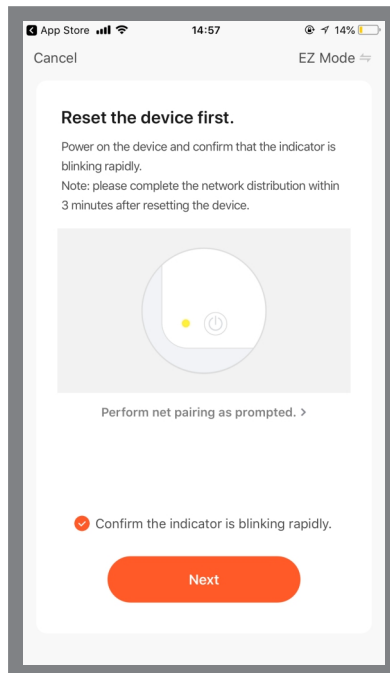 App Store 14:57 14%
Cancel EZ Mode
Reset the device first.
Power on the device and confirm that the indicator is
blinking rapidly.
Note: please complete the network distribution within
3 minutes after resetting the device.
Perform net pairing as prompted. >
Confirm the indicator is blinking rapidly.
Next